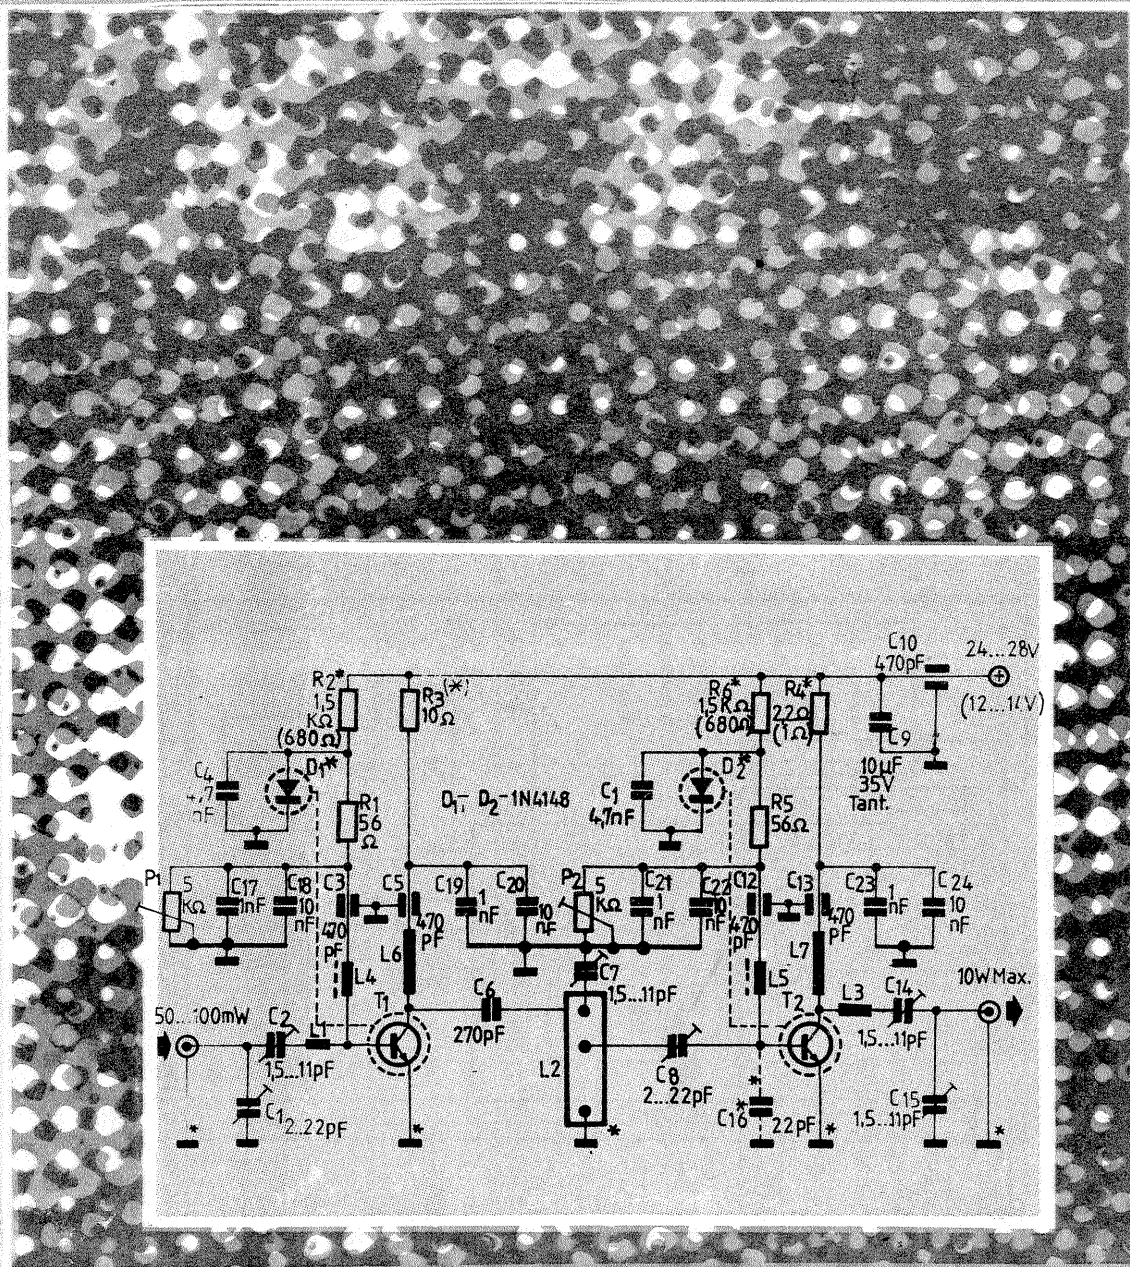 C10
470pF
24...28V
(12...14V)
R2*
1,5
KΩ
(680Ω)
R3(*)
10Ω
R6*
1,5KΩ
(680Ω)
R4*
2,2Ω
(1Ω)
C9
10µF
35V
Tant.
C4
4,7
nF
D1*
D1- D2-1N4148
C1
4,7nF
D2*
R1
56
Ω
R5
56Ω
P1
5
KΩ
C17
1nF
C18
10
nF
C3
470
pF
C5
470
pF
C19
1
nF
C20
10
nF
P2
5
KΩ
C21
1
nF
C22
10
nF
C12
470
pF
C13
470
pF
C23
1
nF
C24
10
nF
L4
L6
C7
1,5...11pF
L5
L7
50...100mW
C2
1,5...11pF
L1
T1
C6
270pF
L2
C8
2...22pF
T2
L3
C14
1,5...11pF
10W Max.
C1
2...22pF
*
*
*
*
C16
*
22pF
*
C15
1,5...11pF
*